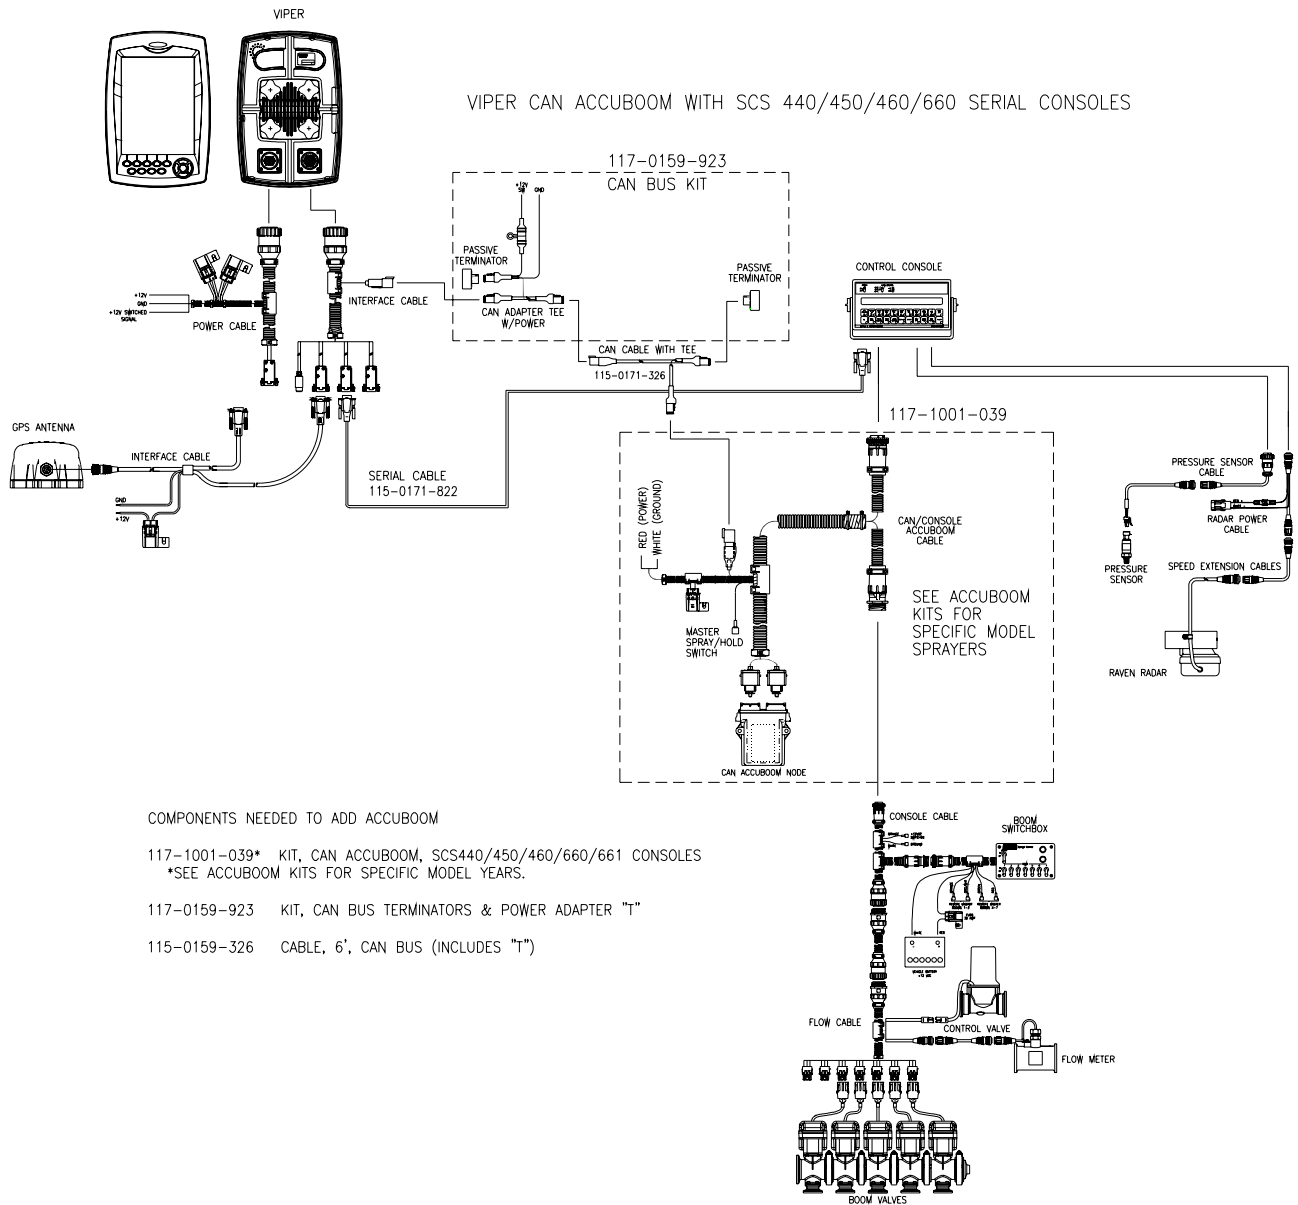 VIPER
VIPER CAN ACCUBOOM WITH SCS 440/450/460/660 SERIAL CONSOLES
117-0159-923
CAN BUS KIT
+12V
SW
GND
PASSIVE
TERMINATOR
PASSIVE
TERMINATOR
CONTROL CONSOLE
INTERFACE CABLE
CAN ADAPTER TEE
W/POWER
+12V
GND
+12V SWITCHED
SIGNAL
POWER CABLE
CAN CABLE WITH TEE
115-0171-326
117-1001-039
GPS ANTENNA
INTERFACE CABLE
GND
+12V
SERIAL CABLE
115-0171-822
PRESSURE SENSOR
CABLE
RADAR POWER
CABLE
RED (POWER)
WHITE (GROUND)
CAN/CONSOLE
ACCUBOOM
CABLE
PRESSURE
SENSOR
SPEED EXTENSION CABLES
SEE ACCUBOOM
KITS FOR
SPECIFIC MODEL
SPRAYERS
MASTER
SPRAY/HOLD
SWITCH
RAVEN RADAR
CAN ACCUBOOM NODE
COMPONENTS NEEDED TO ADD ACCUBOOM
117-1001-039* KIT, CAN ACCUBOOM, SCS440/450/460/660/661 CONSOLES
*SEE ACCUBOOM KITS FOR SPECIFIC MODEL YEARS.
117-0159-923 KIT, CAN BUS TERMINATORS & POWER ADAPTER "T"
115-0159-326 CABLE, 6', CAN BUS (INCLUDES "T")
CONSOLE CABLE
BOOM
SWITCHBOX
VEHICLE BATTERY
+12 VDC
FLOW CABLE
CONTROL VALVE
FLOW METER
BOOM VALVES